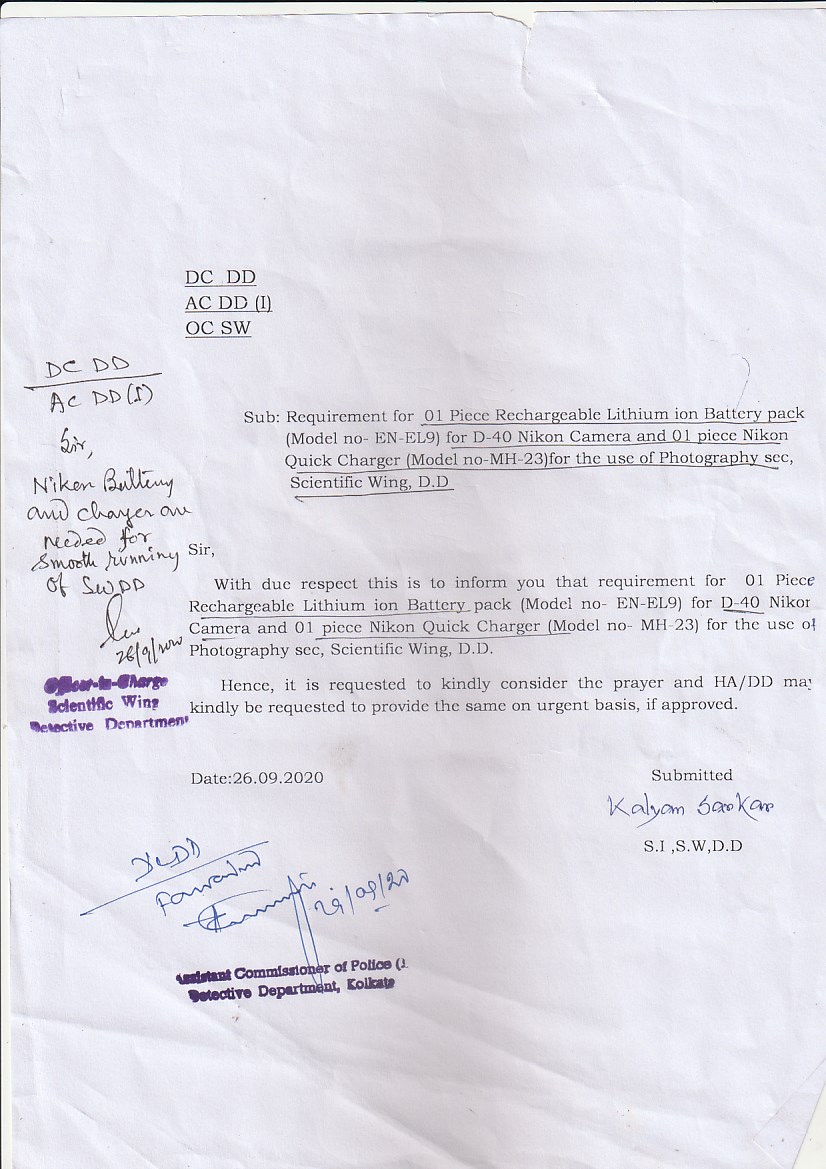 DC DD
AC DD (I)
OC SW
DC DD
AC DD(I)
Sir,
Niken Battery
and chayer are
needed for
smooth running
of SWDD
26/9/2020
Officer-in-Charge
Scientific Wing
Detective Department
Sub: Requirement for 01 Piece Rechargeable Lithium ion Battery pack
(Model no- EN-EL9) for D-40 Nikon Camera and 01 piece Nikon
Quick Charger (Model no-MH-23)for the use of Photography sec,
Scientific Wing, D.D
Sir,
With due respect this is to inform you that requirement for 01 Piece
Rechargeable Lithium ion Battery pack (Model no- EN-EL9) for D-40 Nikon
Camera and 01 piece Nikon Quick Charger (Model no- MH-23) for the use of
Photography sec, Scientific Wing, D.D.
Hence, it is requested to kindly consider the prayer and HA/DD may
kindly be requested to provide the same on urgent basis, if approved.
Date:26.09.2020
Submitted
Kalyan Sarkar
S.I ,S.W,D.D
DCDD
Forwarded
Assistant Commissioner of Police (I
Detective Department, Kolkata